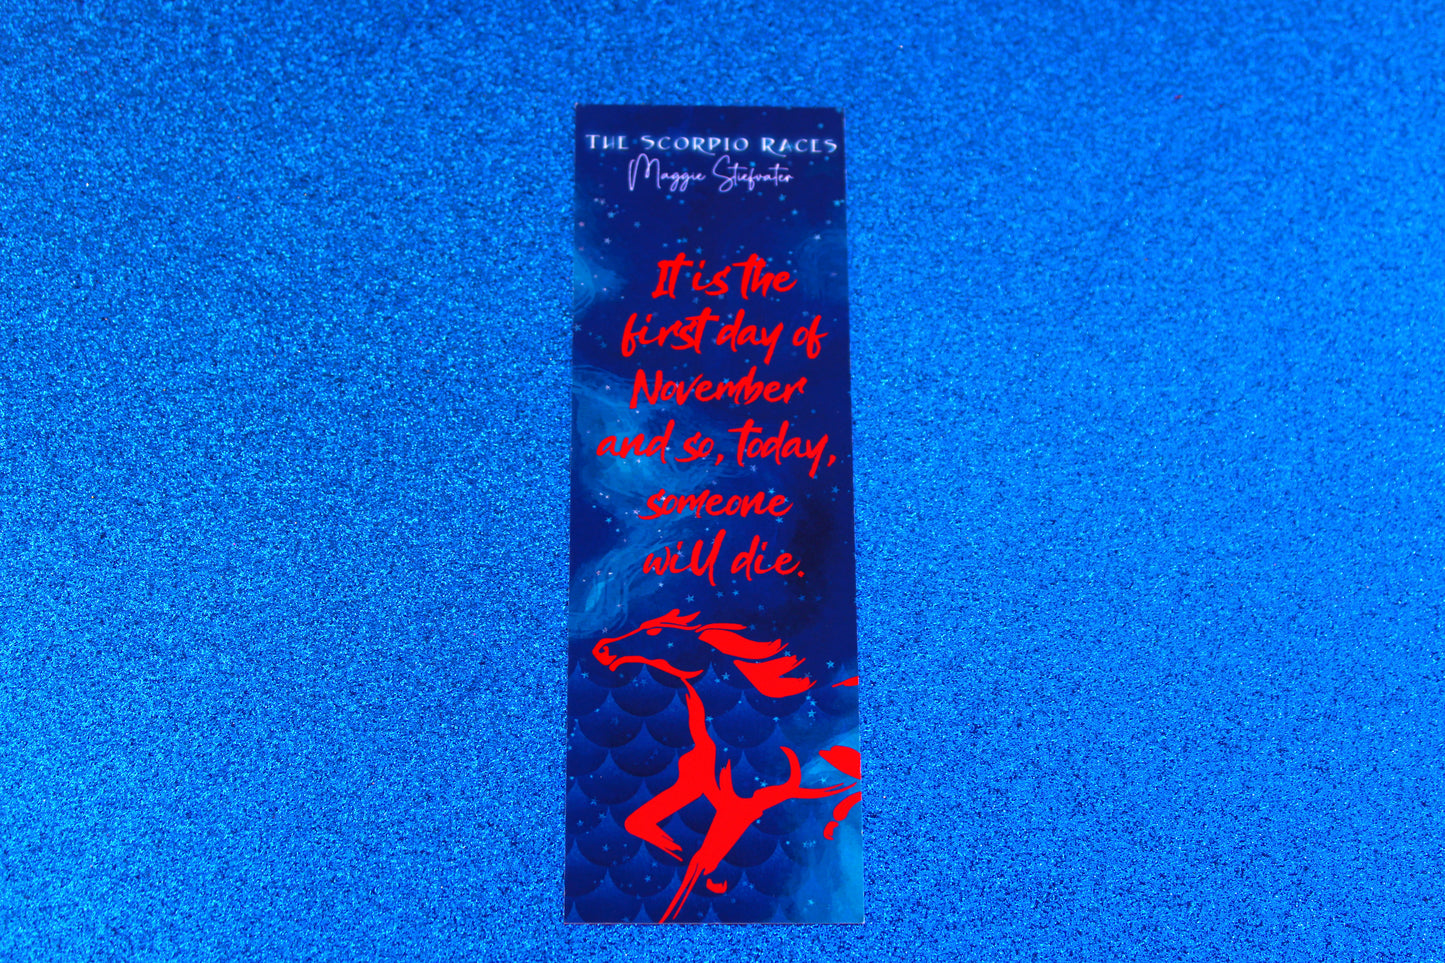 THE SCORPIO RACES
Maggie Stiefvater
It is the
first day of
November
and so, today,
someone
will die.